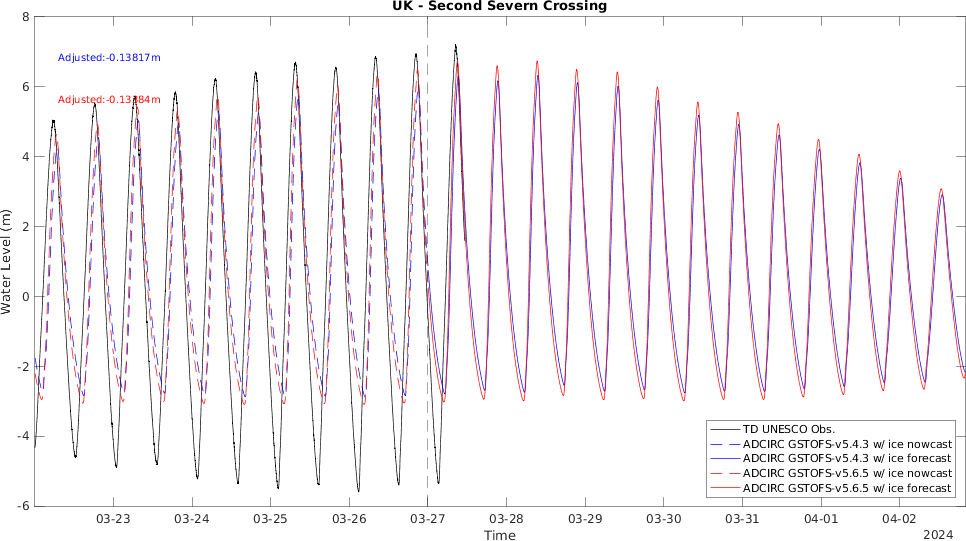 UK - Second Severn Crossing
8
6
4
2
0
-2
-4
-6
Water Level (m)
Adjusted:-0.13817m
Adjusted:-0.13184m
TD UNESCO Obs.
ADCIRC GSTOFS-v5.4.3 w/ ice nowcast
ADCIRC GSTOFS-v5.4.3 w/ ice forecast
ADCIRC GSTOFS-v5.6.5 w/ ice nowcast
ADCIRC GSTOFS-v5.6.5 w/ ice forecast
03-23 03-24 03-25 03-26 03-27 03-28 03-29 03-30 03-31 04-01 04-02
Time
2024